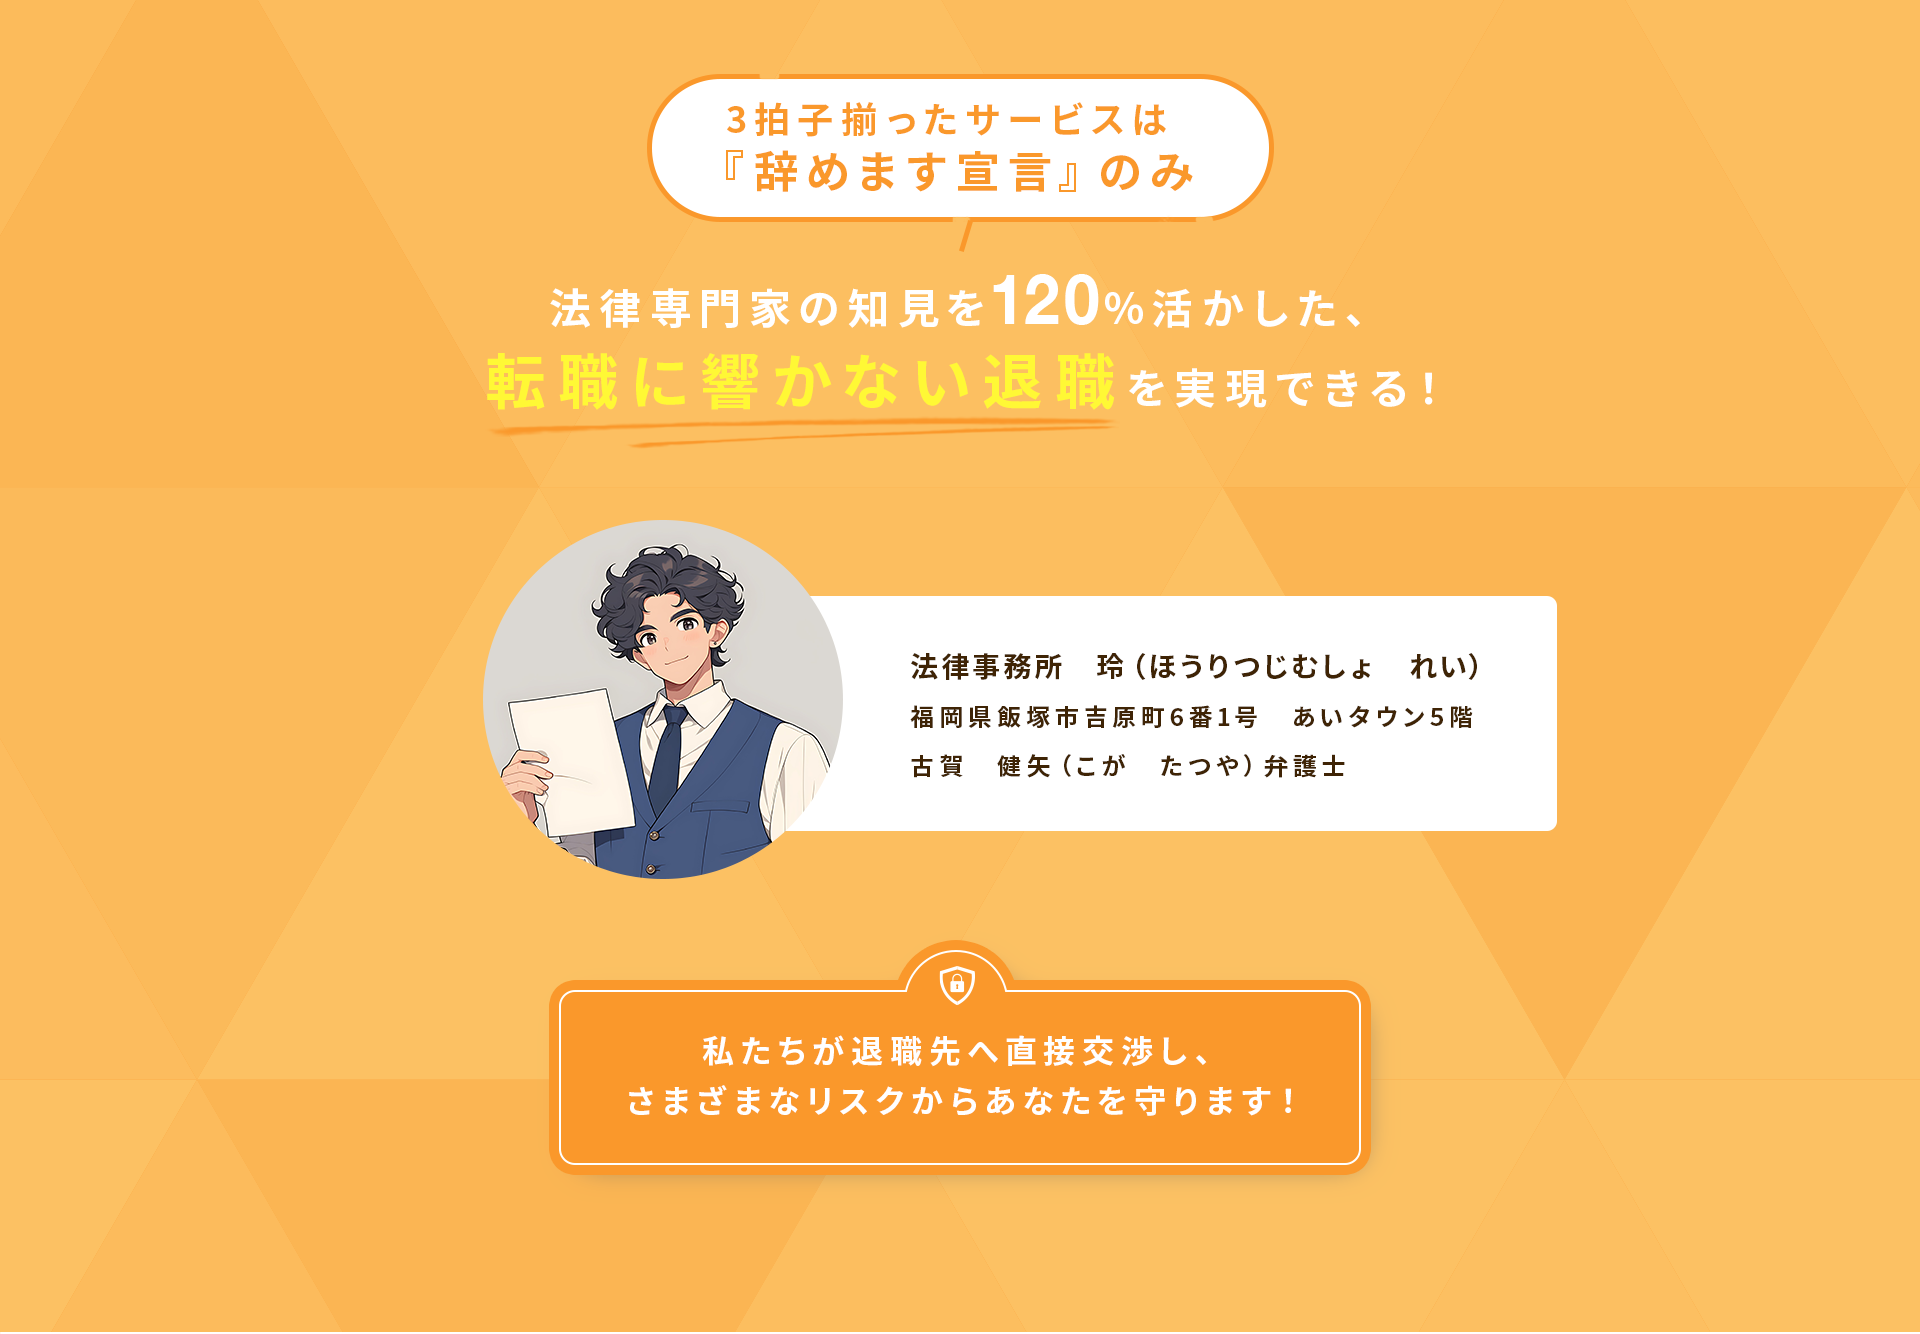 3拍子揃ったサービスは
『辞めます宣言』のみ
法律専門家の知見を120%活かした、
転職に響かない退職を実現できる！
法律事務所　玲（ほうりつじむしょ　れい）
福岡県飯塚市吉原町6番1号　あいタウン5階
古賀　健矢（こが　たつや）弁護士
私たちが退職先へ直接交渉し、
さまざまなリスクからあなたを守ります！